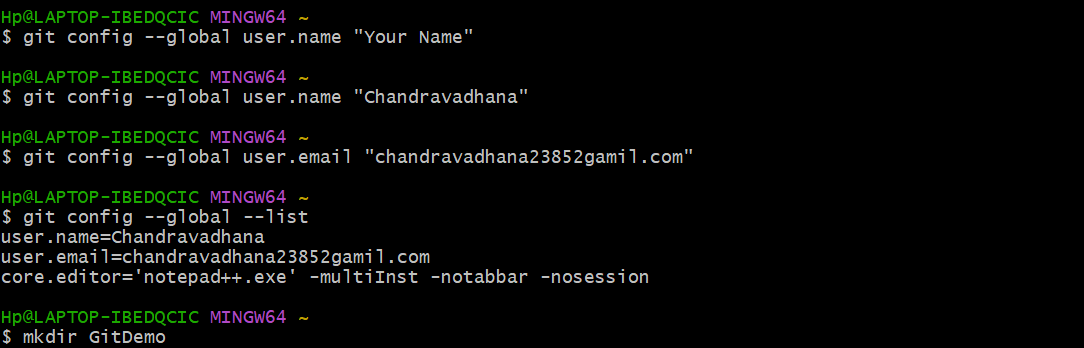 Hp@LAPTOP-IBEDQCIC MINGW64 ~
$ git config --global user.name "Your Name"
Hp@LAPTOP-IBEDQCIC MINGW64 ~
$ git config --global user.name "Chandravadhana"
Hp@LAPTOP-IBEDQCIC MINGW64 ~
$ git config --global user.email "chandravadhana23852gamil.com"
Hp@LAPTOP-IBEDQCIC MINGW64 ~
$ git config --global --list
user.name=Chandravadhana
user.email=chandravadhana23852gamil.com
core.editor='notepad++.exe' -multiInst -notabbar -nosession
Hp@LAPTOP-IBEDQCIC MINGW64 ~
$ mkdir GitDemo